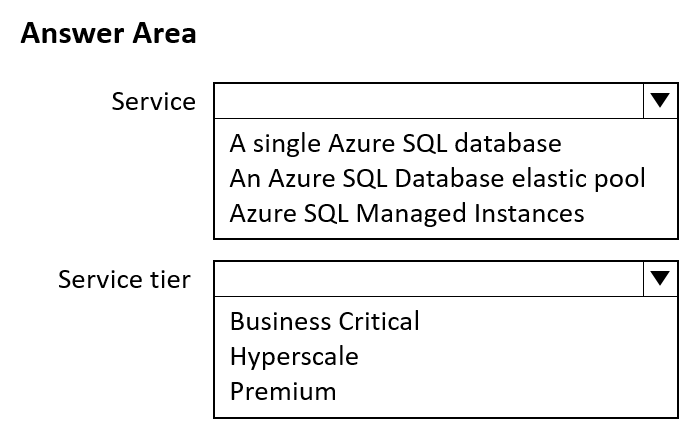 Answer Area
Service
A single Azure SQL database
An Azure SQL Database elastic pool
Azure SQL Managed Instances
Service tier
Business Critical
Hyperscale
Premium